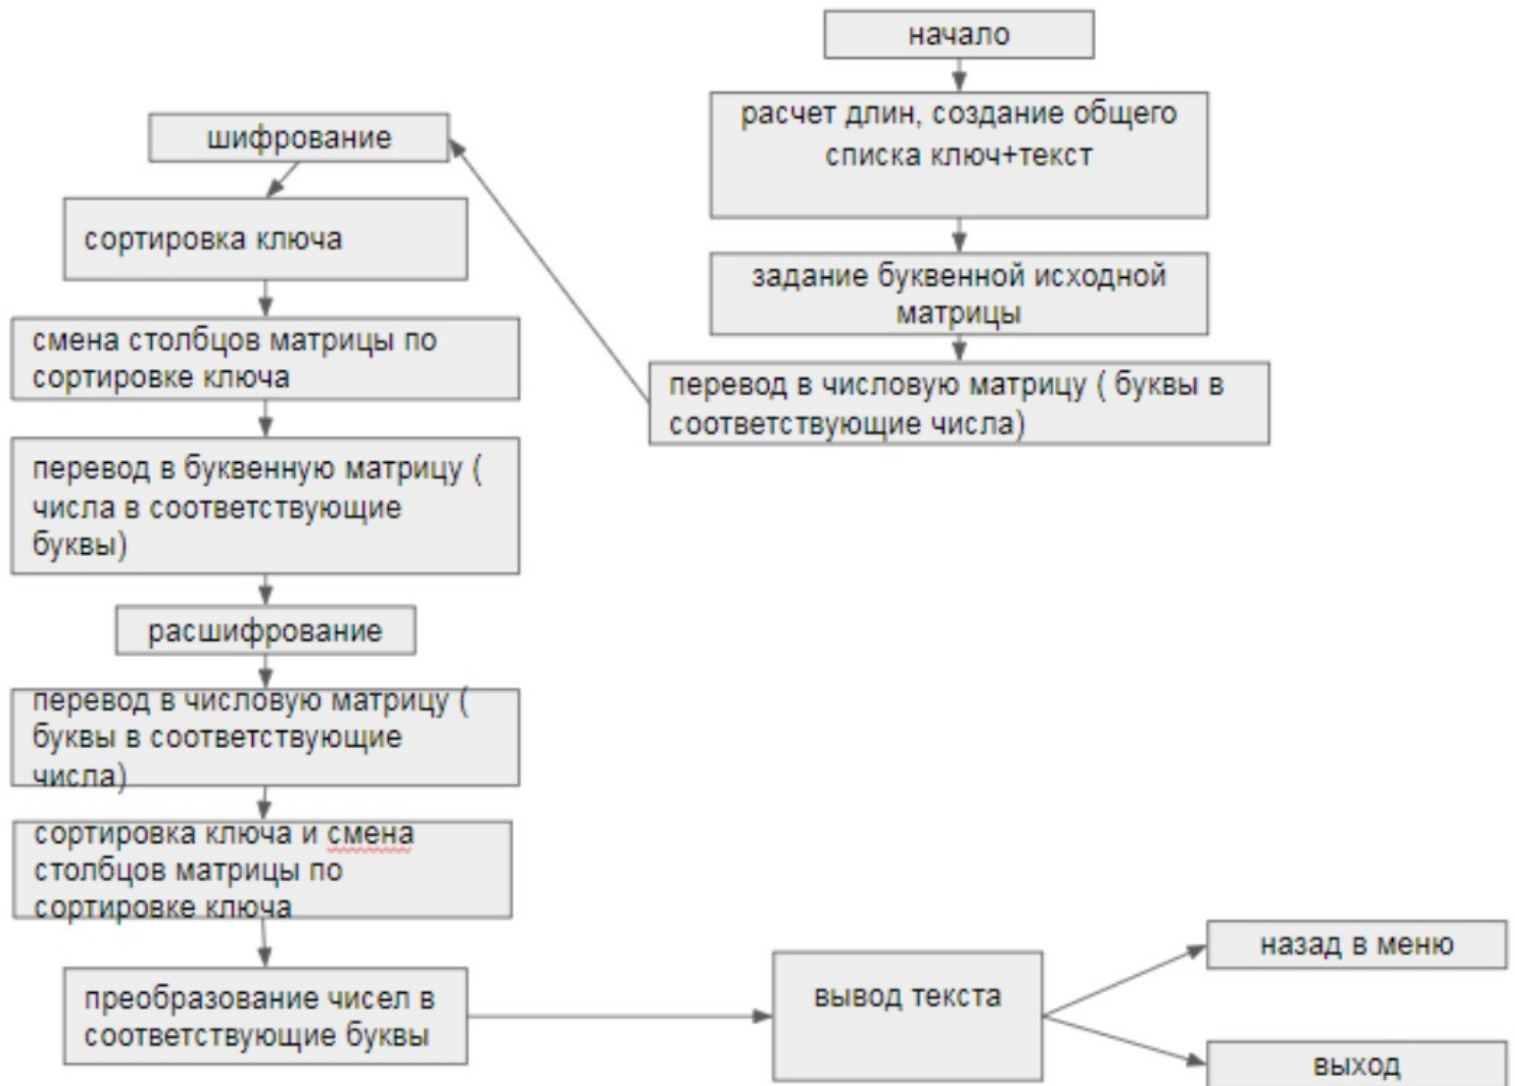 начало
расчет длин, создание общего
списка ключ+текст
задание буквенной исходной
матрицы
перевод в числовую матрицу ( буквы в
соответствующие числа)
шифрование
сортировка ключа
смена столбцов матрицы по
сортировке ключа
перевод в буквенную матрицу (
числа в соответствующие
буквы)
расшифрование
перевод в числовую матрицу (
буквы в соответствующие
числа)
сортировка ключа и смена
столбцов матрицы по
сортировке ключа
преобразование чисел в
соответствующие буквы
вывод текста
назад в меню
выход